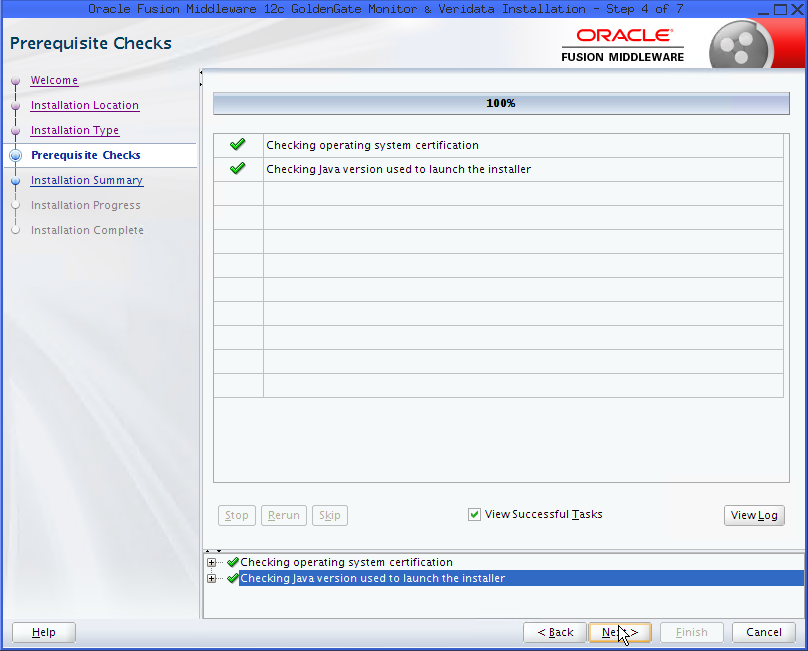 Oracle Fusion Middleware 12c GoldenGate Monitor & Veridata Installation - Step 4 of 7
Prerequisite Checks
ORACLE
FUSION MIDDLEWARE
Welcome
Installation Location
Installation Type
Prerequisite Checks
Installation Summary
Installation Progress
Installation Complete
100%
Checking operating system certification
Checking Java version used to launch the installer
Stop
Rerun
Skip
View Successful Tasks
View Log
Checking operating system certification
Checking Java version used to launch the installer
Help
< Back
Next >
Finish
Cancel